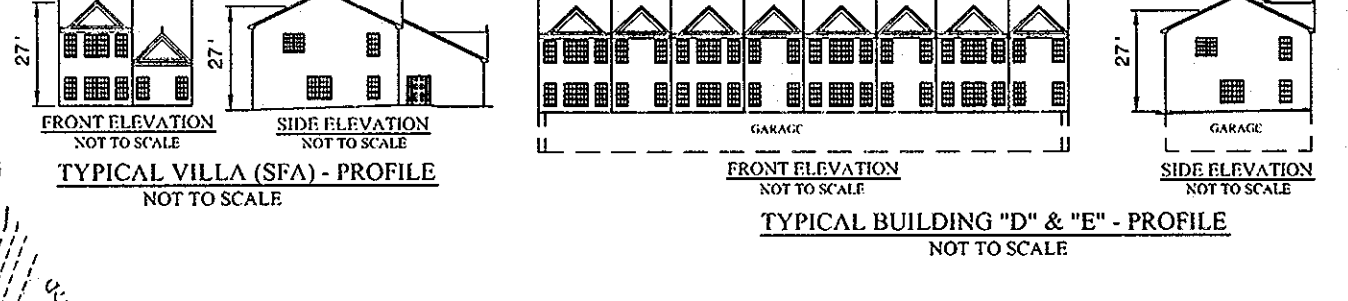 27'
27'
FRONT ELEVATION
NOT TO SCALE
SIDE ELEVATION
NOT TO SCALE
TYPICAL VILLA (SFA) - PROFILE
NOT TO SCALE
GARAGE
FRONT ELEVATION
NOT TO SCALE
27'
GARAGE
SIDE ELEVATION
NOT TO SCALE
TYPICAL BUILDING "D" & "E" - PROFILE
NOT TO SCALE